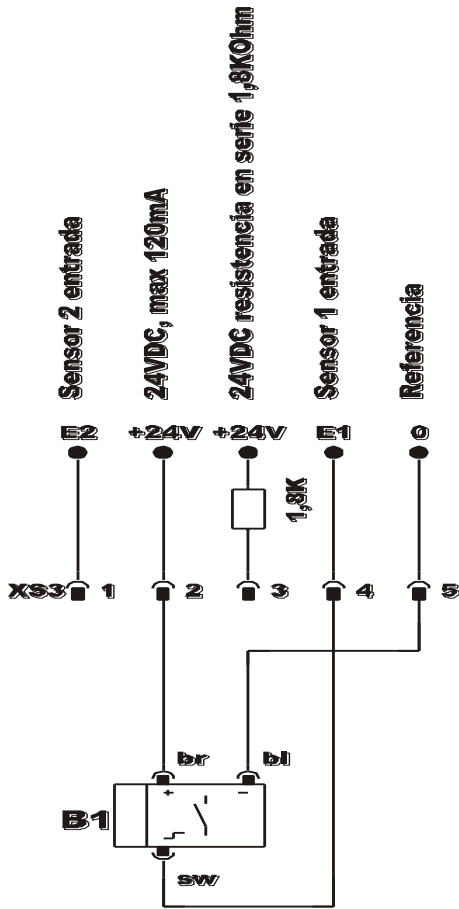 Sensor 2 entrada
24VDC, max 120mA
24VDC resistencia en serie 1,8KOhm
Sensor 1 entrada
Referencia
E2 +24V +24V E1 0
1,8K
XS3 1 2 3 4 5
br bl
+ −
B1
sw